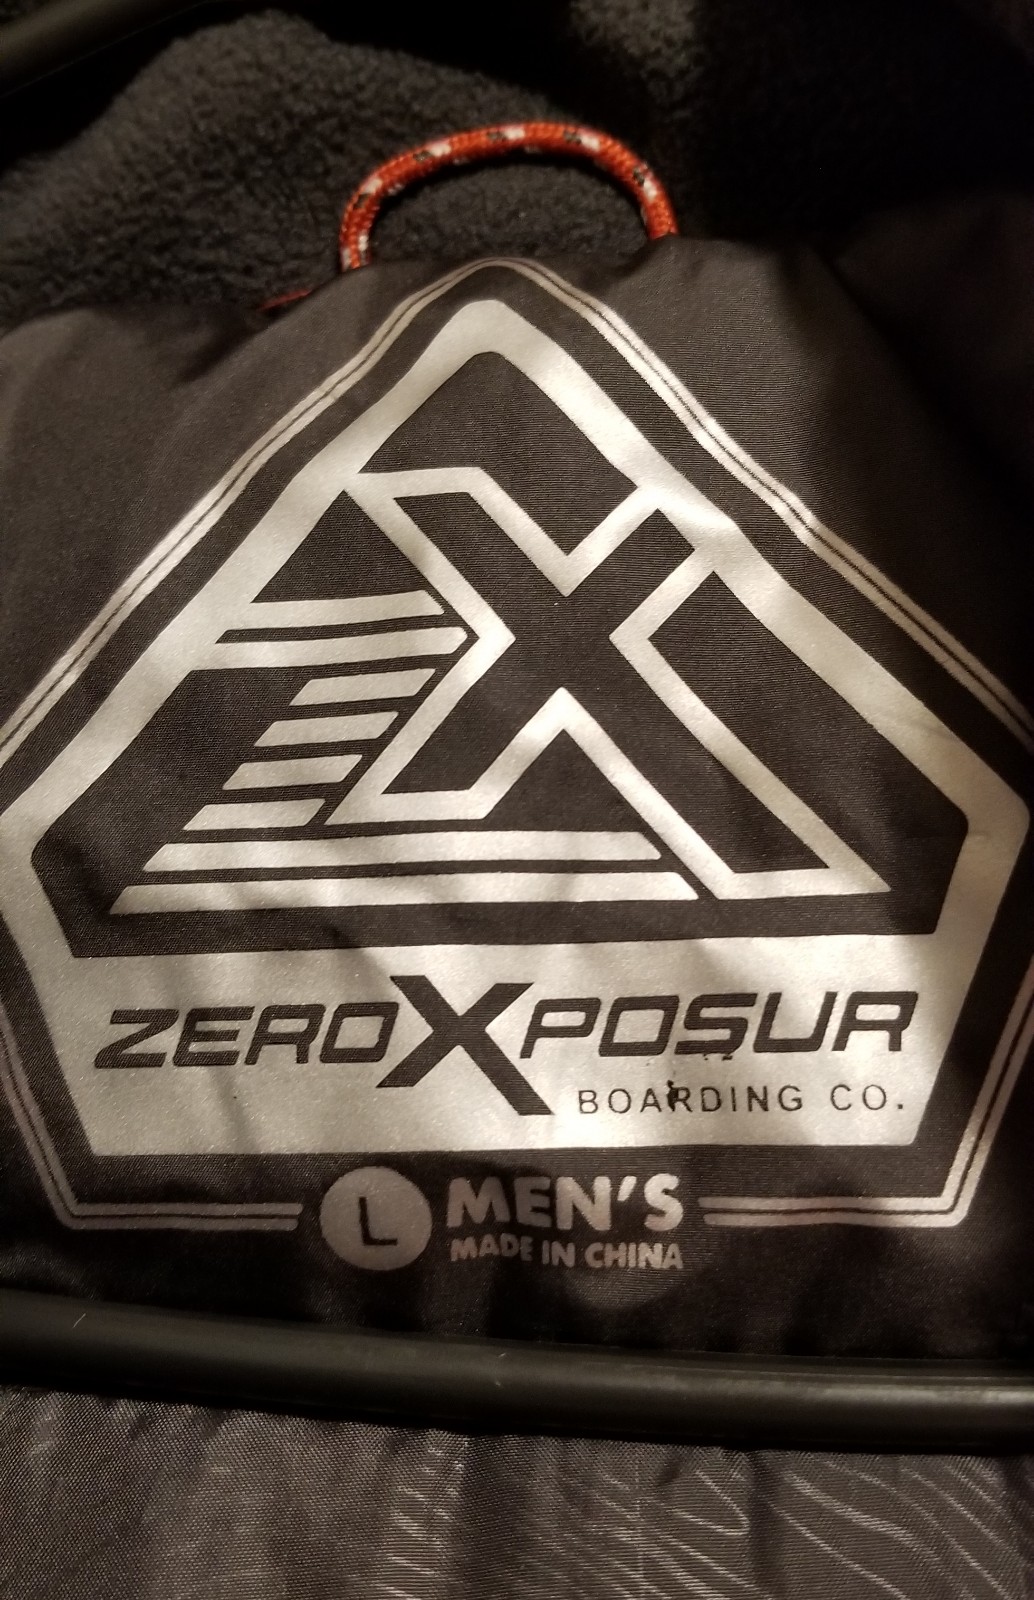 ZEROXPOSUR
BOARDING CO.
L MEN'S
MADE IN CHINA